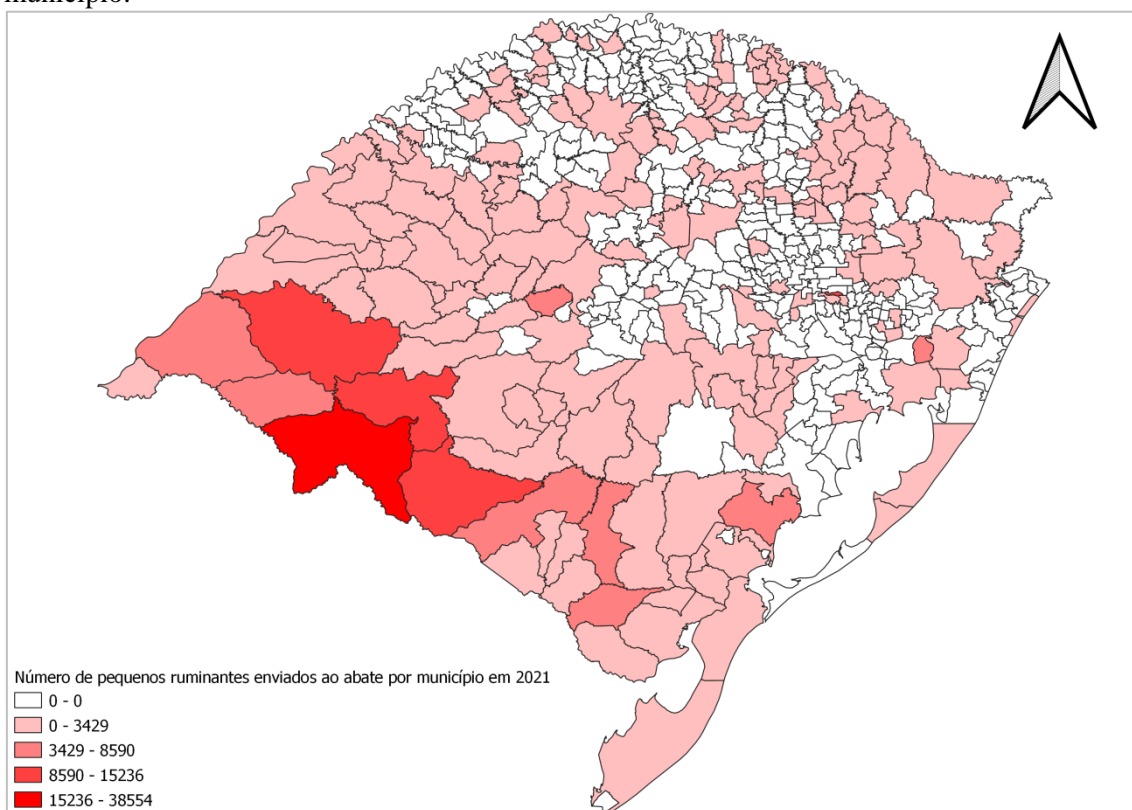 município.
Número de pequenos ruminantes enviados ao abate por município em 2021
0 - 0
0 - 3429
3429 - 8590
8590 - 15236
15236 - 38554